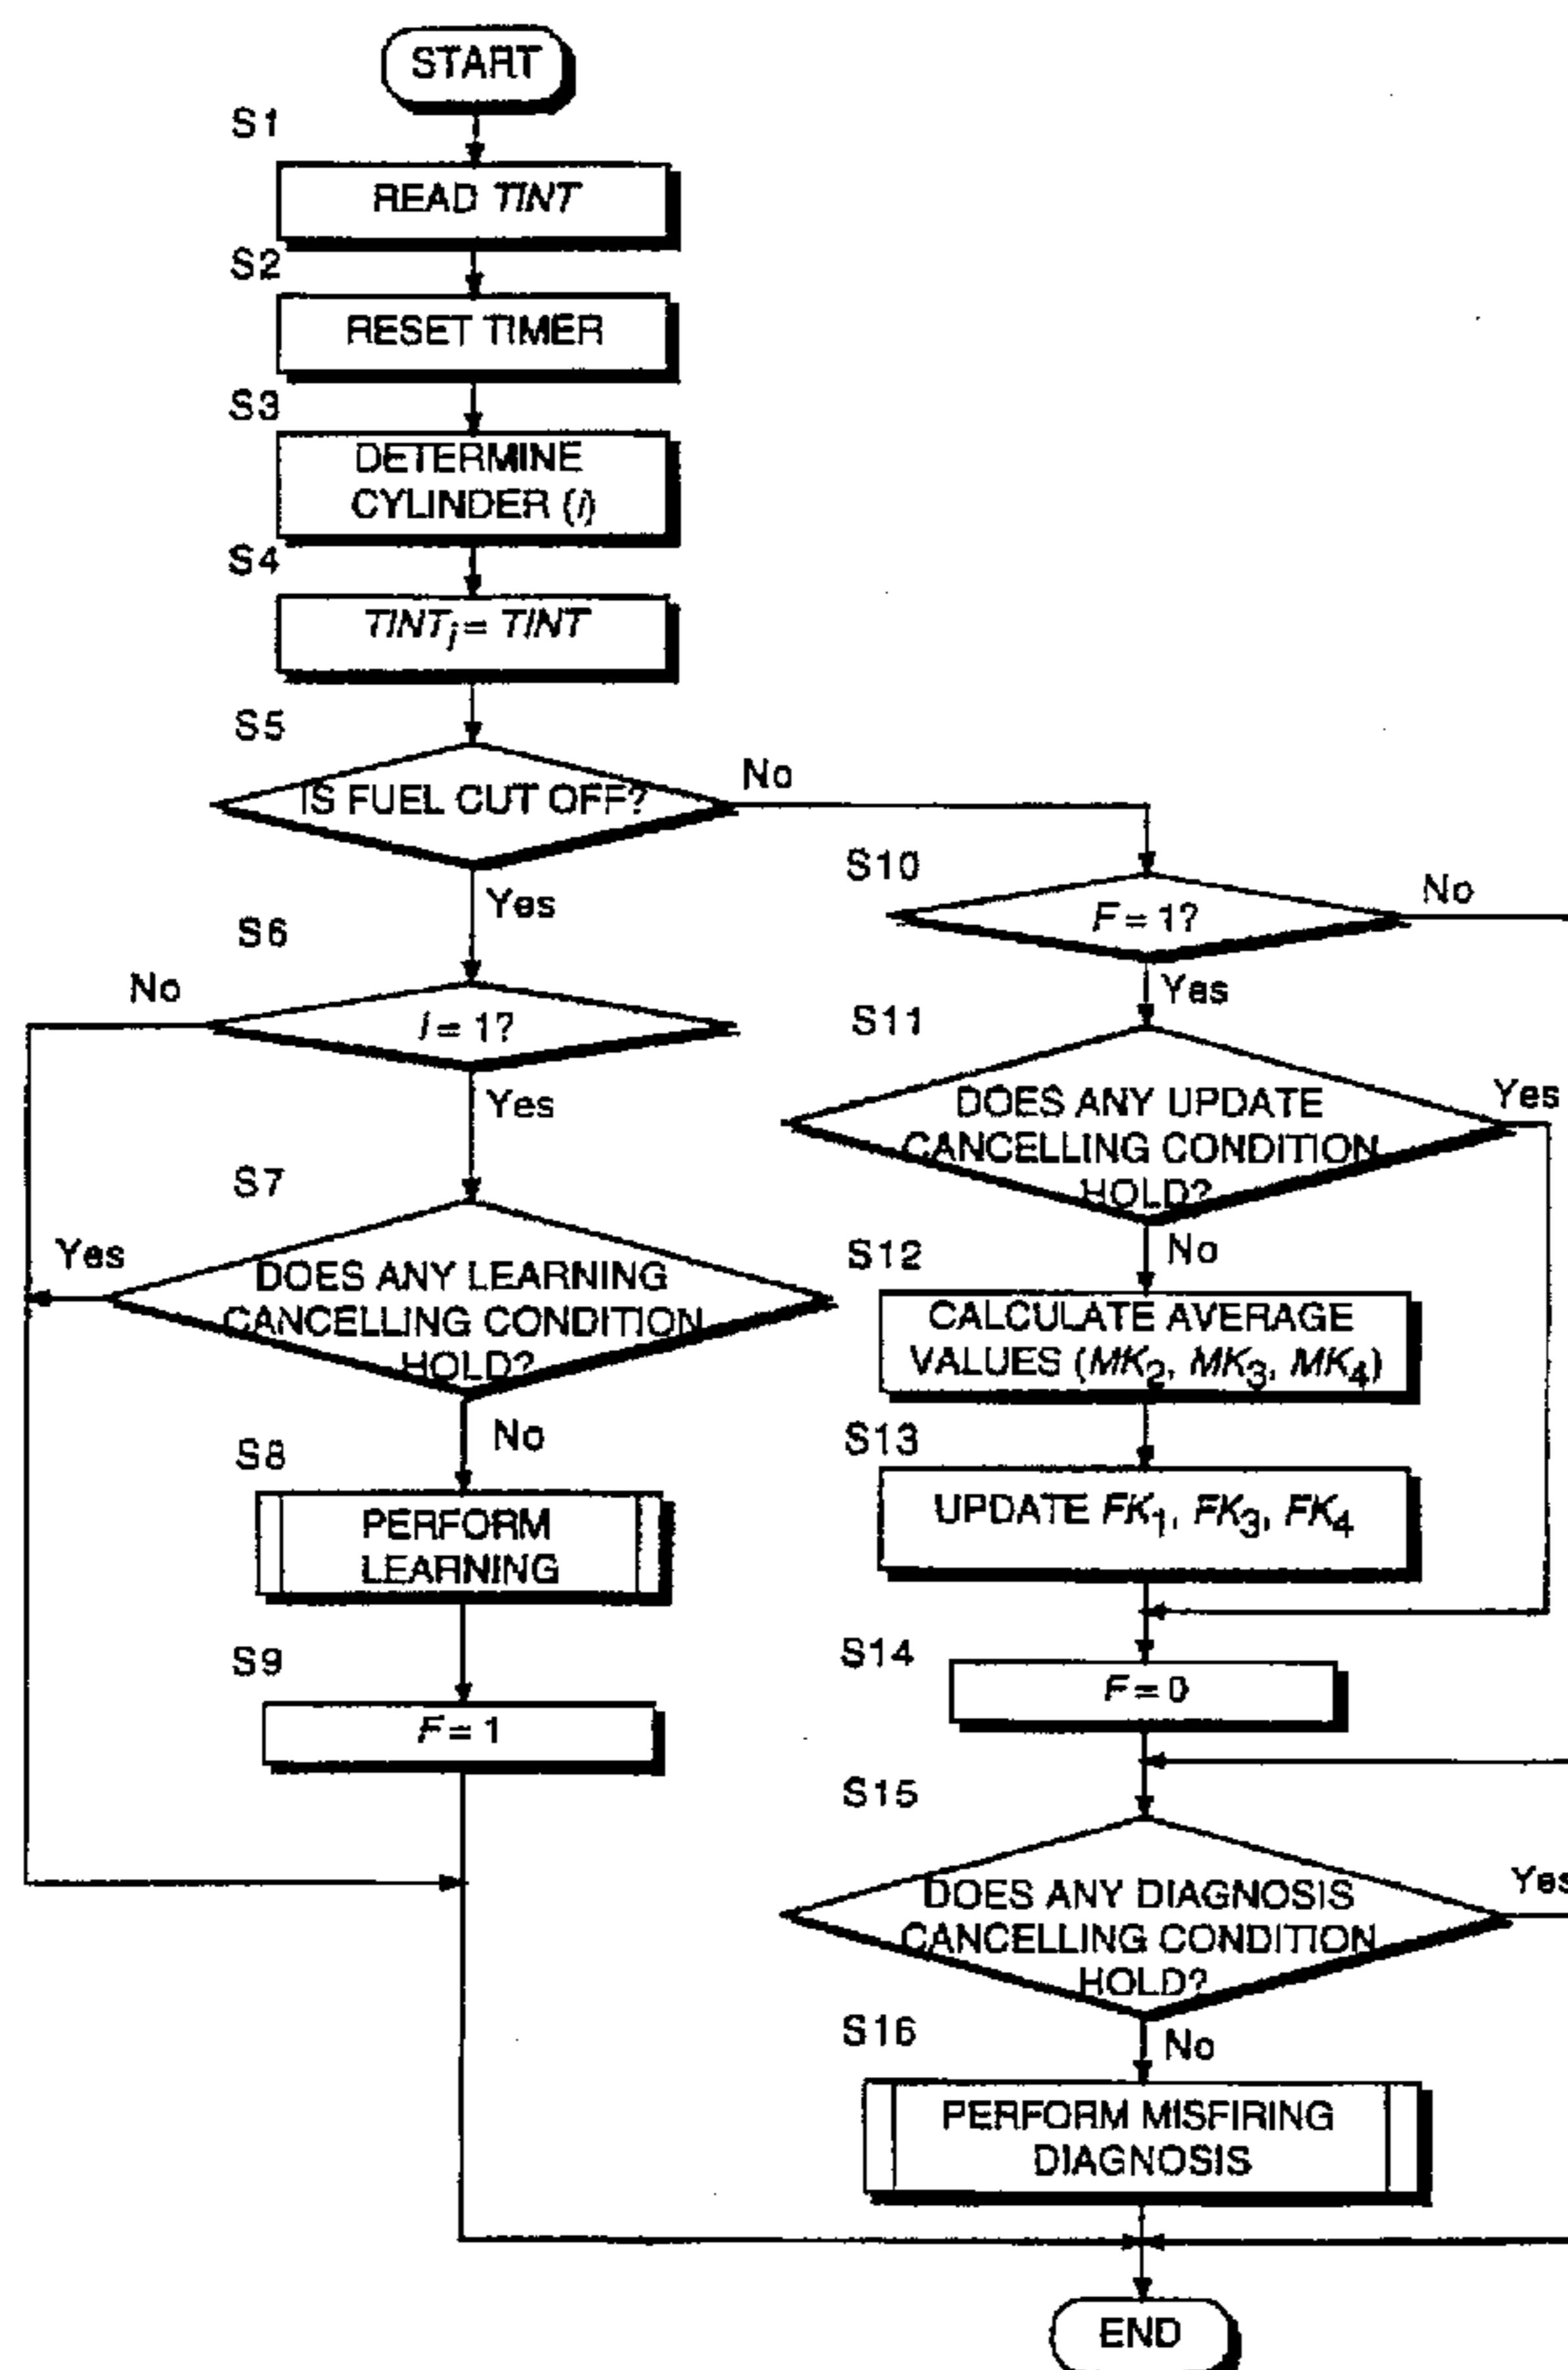 START
S1
READ TINT
S2
RESET TIMER
S3
DETERMINE
CYLINDER (i)
S4
TINTj = TINT
S5
IS FUEL CUT OFF?
No
Yes
S6
No
i = 1?
Yes
S7
Yes
DOES ANY LEARNING
CANCELLING CONDITION
HOLD?
No
S8
PERFORM
LEARNING
S9
F = 1
S10
F = 1?
No
Yes
S11
DOES ANY UPDATE
CANCELLING CONDITION
HOLD?
Yes
No
S12
CALCULATE AVERAGE
VALUES (MK2, MK3, MK4)
S13
UPDATE FK1, FK3, FK4
S14
F = 0
S15
DOES ANY DIAGNOSIS
CANCELLING CONDITION
HOLD?
Yes
No
S16
PERFORM MISFIRING
DIAGNOSIS
END